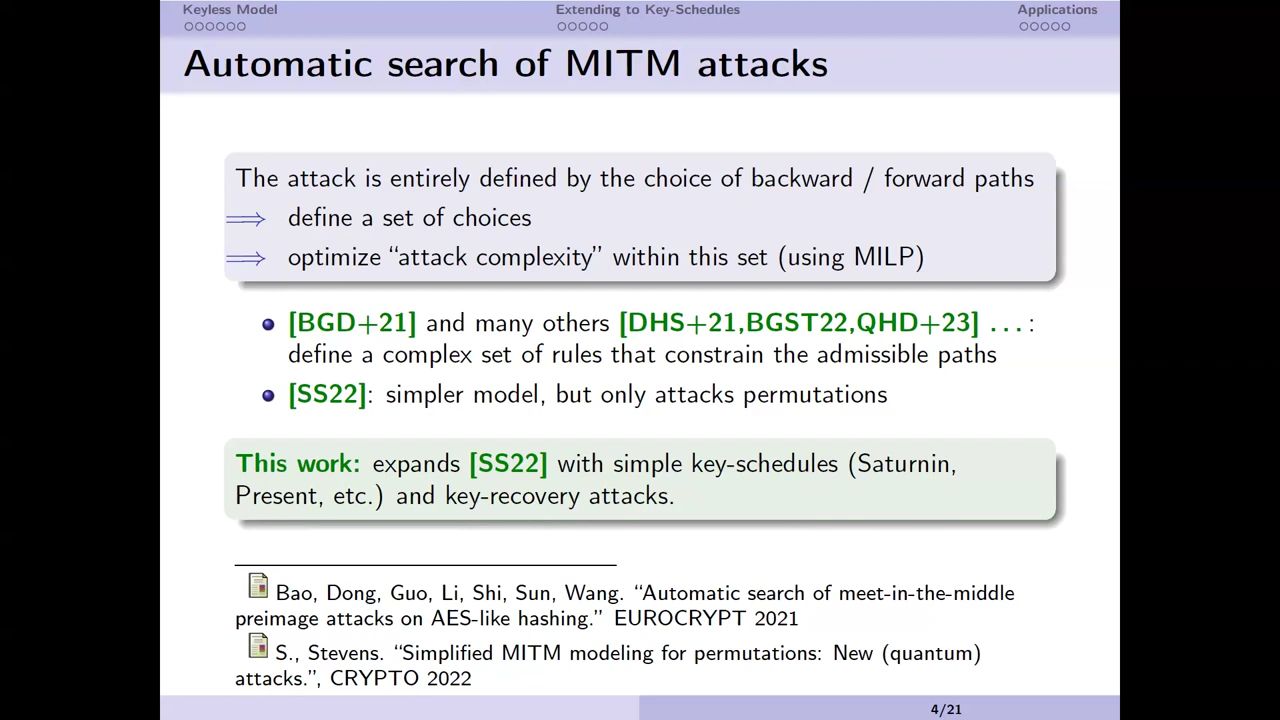 Keyless Model Extending to Key-Schedules Applications
Automatic search of MITM attacks
The attack is entirely defined by the choice of backward / forward paths
⟹ define a set of choices
⟹ optimize “attack complexity” within this set (using MILP)
[BGD+21] and many others [DHS+21,BGST22,QHD+23] ...:
define a complex set of rules that constrain the admissible paths
[SS22]: simpler model, but only attacks permutations
This work: expands [SS22] with simple key-schedules (Saturnin,
Present, etc.) and key-recovery attacks.
Bao, Dong, Guo, Li, Shi, Sun, Wang. “Automatic search of meet-in-the-middle
preimage attacks on AES-like hashing.” EUROCRYPT 2021
S., Stevens. “Simplified MITM modeling for permutations: New (quantum)
attacks.”, CRYPTO 2022
4/21